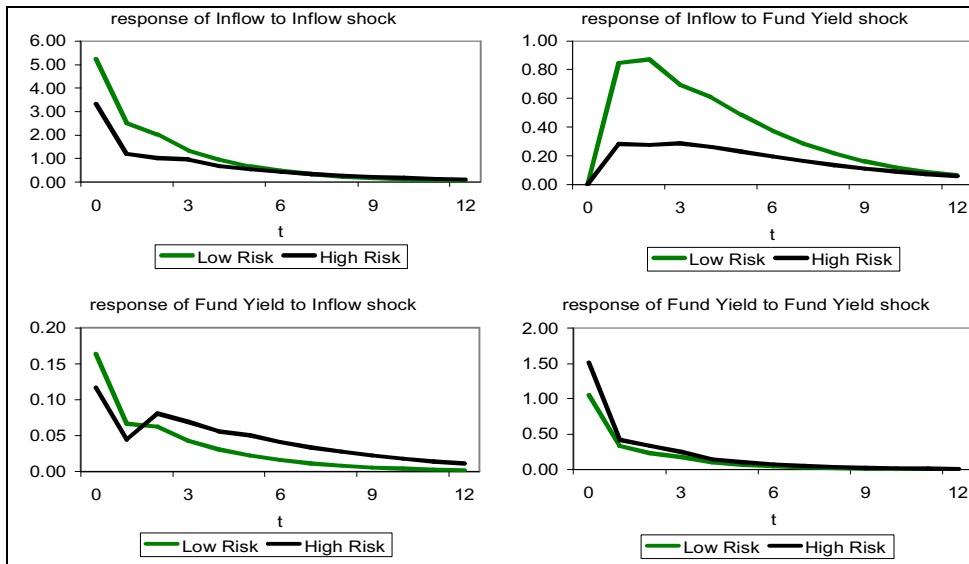 response of Inflow to Inflow shock
6.00
5.00
4.00
3.00
2.00
1.00
0.00
0 3 6 9 12
t
Low Risk High Risk
response of Inflow to Fund Yield shock
1.00
0.80
0.60
0.40
0.20
0.00
0 3 6 9 12
t
Low Risk High Risk
response of Fund Yield to Inflow shock
0.20
0.15
0.10
0.05
0.00
0 3 6 9 12
t
Low Risk High Risk
response of Fund Yield to Fund Yield shock
2.00
1.50
1.00
0.50
0.00
0 3 6 9 12
t
Low Risk High Risk